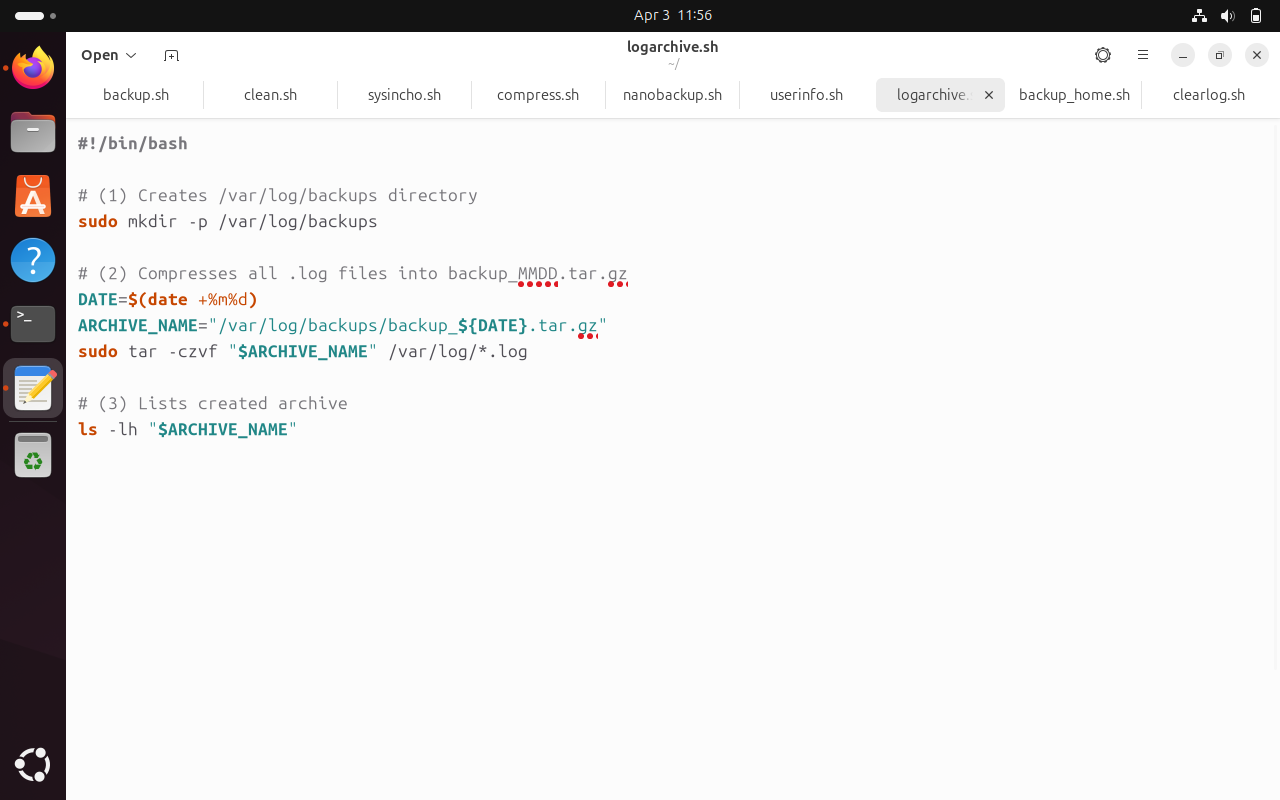 Apr 3 11:56
Open
logarchive.sh
~/
backup.sh
clean.sh
sysincho.sh
compress.sh
nanobackup.sh
userinfo.sh
logarchive.
backup_home.sh
clearlog.sh
#!/bin/bash
# (1) Creates /var/log/backups directory
sudo mkdir -p /var/log/backups
# (2) Compresses all .log files into backup_MMDD.tar.gz
DATE=$(date +%m%d)
ARCHIVE_NAME="/var/log/backups/backup_${DATE}.tar.gz"
sudo tar -czvf "$ARCHIVE_NAME" /var/log/*.log
# (3) Lists created archive
ls -lh "$ARCHIVE_NAME"